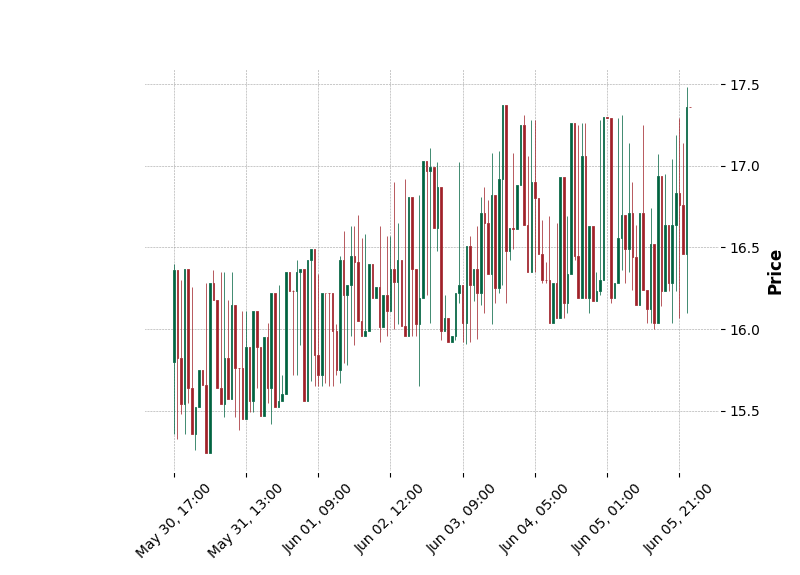 17.5
17.0
16.5
16.0
15.5
Price
May 30, 17:00
May 31, 13:00
Jun 01, 09:00
Jun 02, 12:00
Jun 03, 09:00
Jun 04, 05:00
Jun 05, 01:00
Jun 05, 21:00